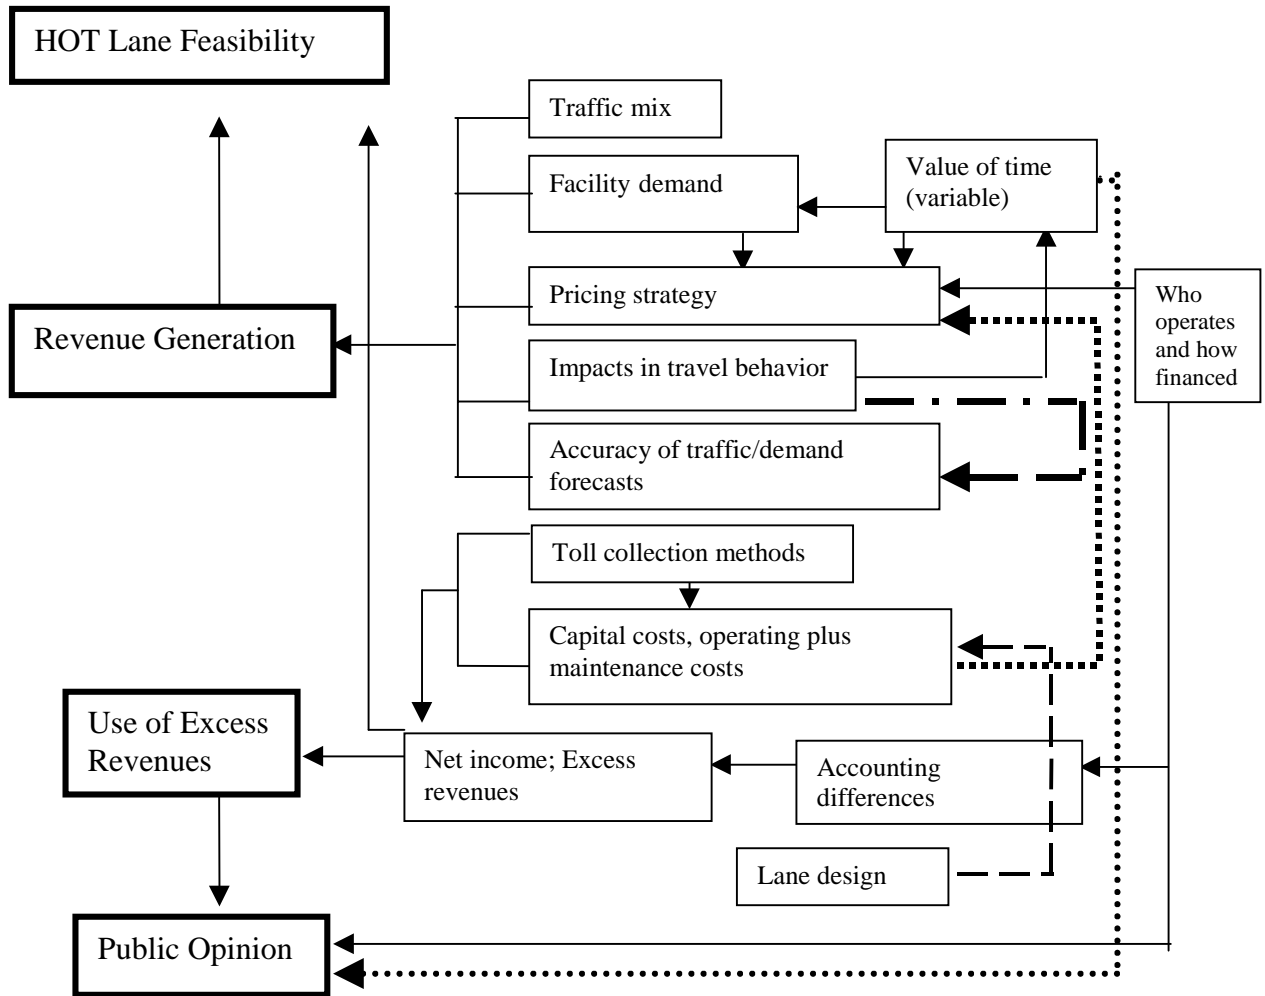 HOT Lane Feasibility
Traffic mix
Facility demand
Value of time
(variable)
Pricing strategy
Who
operates
and how
financed
Revenue Generation
Impacts in travel behavior
Accuracy of traffic/demand
forecasts
Toll collection methods
Capital costs, operating plus
maintenance costs
Use of Excess
Revenues
Net income; Excess
revenues
Accounting
differences
Lane design
Public Opinion